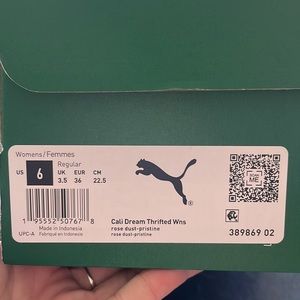 Womens/Femmes
Regular
US 6 UK EUR CM
3.5 36 22.5
1 95552 50767 8
UPC-A
Made in Indonesia
Fabriqué en Indonésie
Cali Dream Thrifted Wns
rose dust-pristine
rose dust-pristine
ME
389869 02